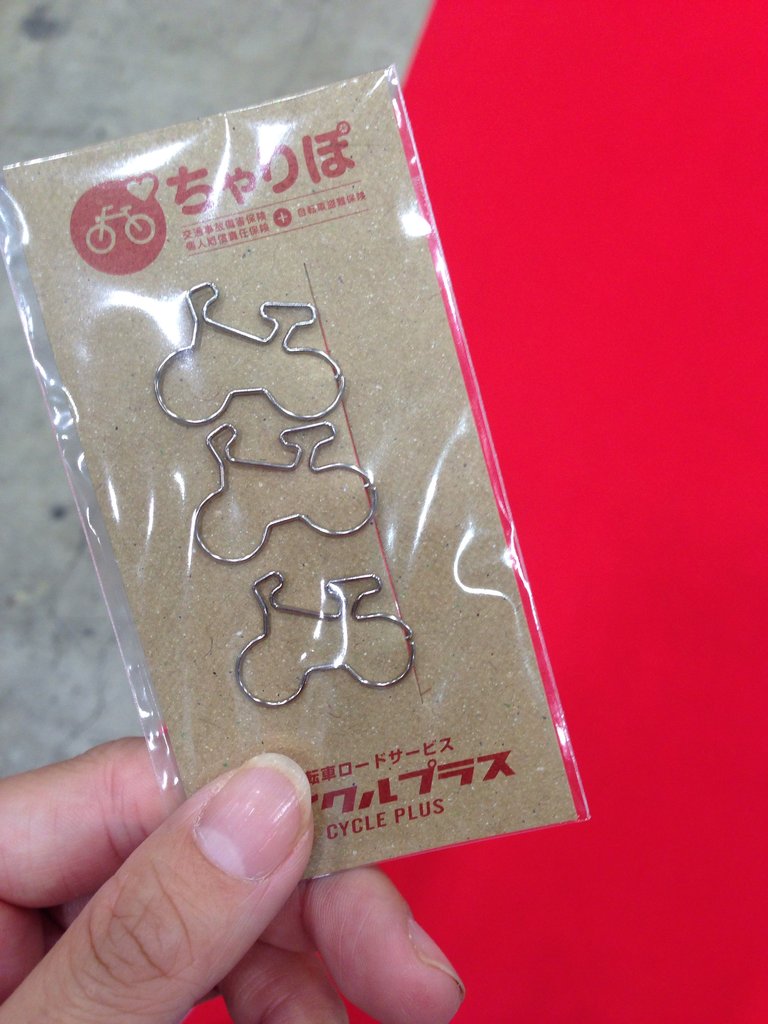 ちゃりぽ
交通事故傷害保険
個人賠償責任保険 + 自転車盗難保険
転車ロードサービス
イクルプラス
CYCLE PLUS